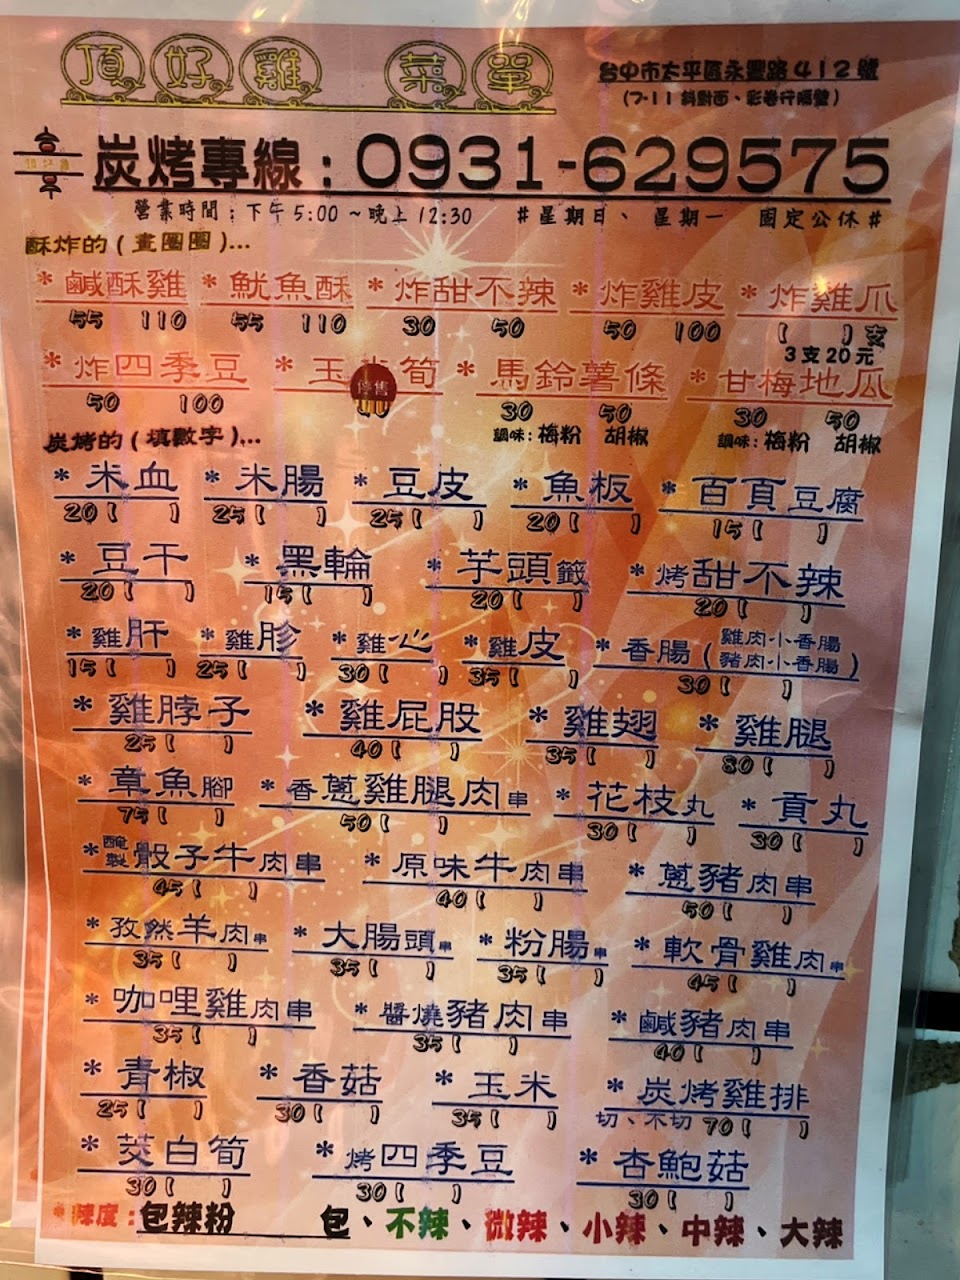 頂好雞 菜單
台中市太平區永豐路412號
(7-11斜對面、彩卷行隔壁)
炭烤專線:0931-629575
營業時間:下午5:00~晚上12:30 #星期日、星期一 固定公休#
酥炸的(畫圈圈)...
*鹹酥雞 *魷魚酥 *炸甜不辣 *炸雞皮 *炸雞爪
55 110 55 110 30 50 50 100 ( )支
3支20元
*炸四季豆 *玉米筍 *馬鈴薯條 *甘梅地瓜
停售
50 100 30 50 30 50
調味:梅粉 胡椒 調味:梅粉 胡椒
炭烤的(填數字)...
*米血 *米腸 *豆皮 *魚板 *百頁豆腐
20( ) 25( ) 25( ) 20( ) 15( )
*豆干 *黑輪 *芋頭籤 *烤甜不辣
20( ) 15( ) 20( ) 20( )
*雞肝 *雞胗 *雞心 *雞皮 *香腸(雞肉小香腸 豬肉小香腸)
15( ) 25( ) 30( ) 35( ) 30( )
*雞脖子 *雞屁股 *雞翅 *雞腿
25( ) 40( ) 35( ) 80( )
*章魚腳 *香蔥雞腿肉串 *花枝丸 *貢丸
75( ) 50( ) 30( ) 30( )
*醃製骰子牛肉串 *原味牛肉串 *蔥豬肉串
45( ) 40( ) 50( )
*孜然羊肉串 *大腸頭串 *粉腸串 *軟骨雞肉串
35( ) 35( ) 35( ) 45( )
*咖哩雞肉串 *醬燒豬肉串 *鹹豬肉串
35( ) 35( ) 40( )
*青椒 *香菇 *玉米 *炭烤雞排
25( ) 30( ) 35( ) 切、不切 70( )
*茭白筍 *烤四季豆 *杏鮑菇
30( ) 30( ) 30( )
*辣度:包辣粉 包、不辣、微辣、小辣、中辣、大辣